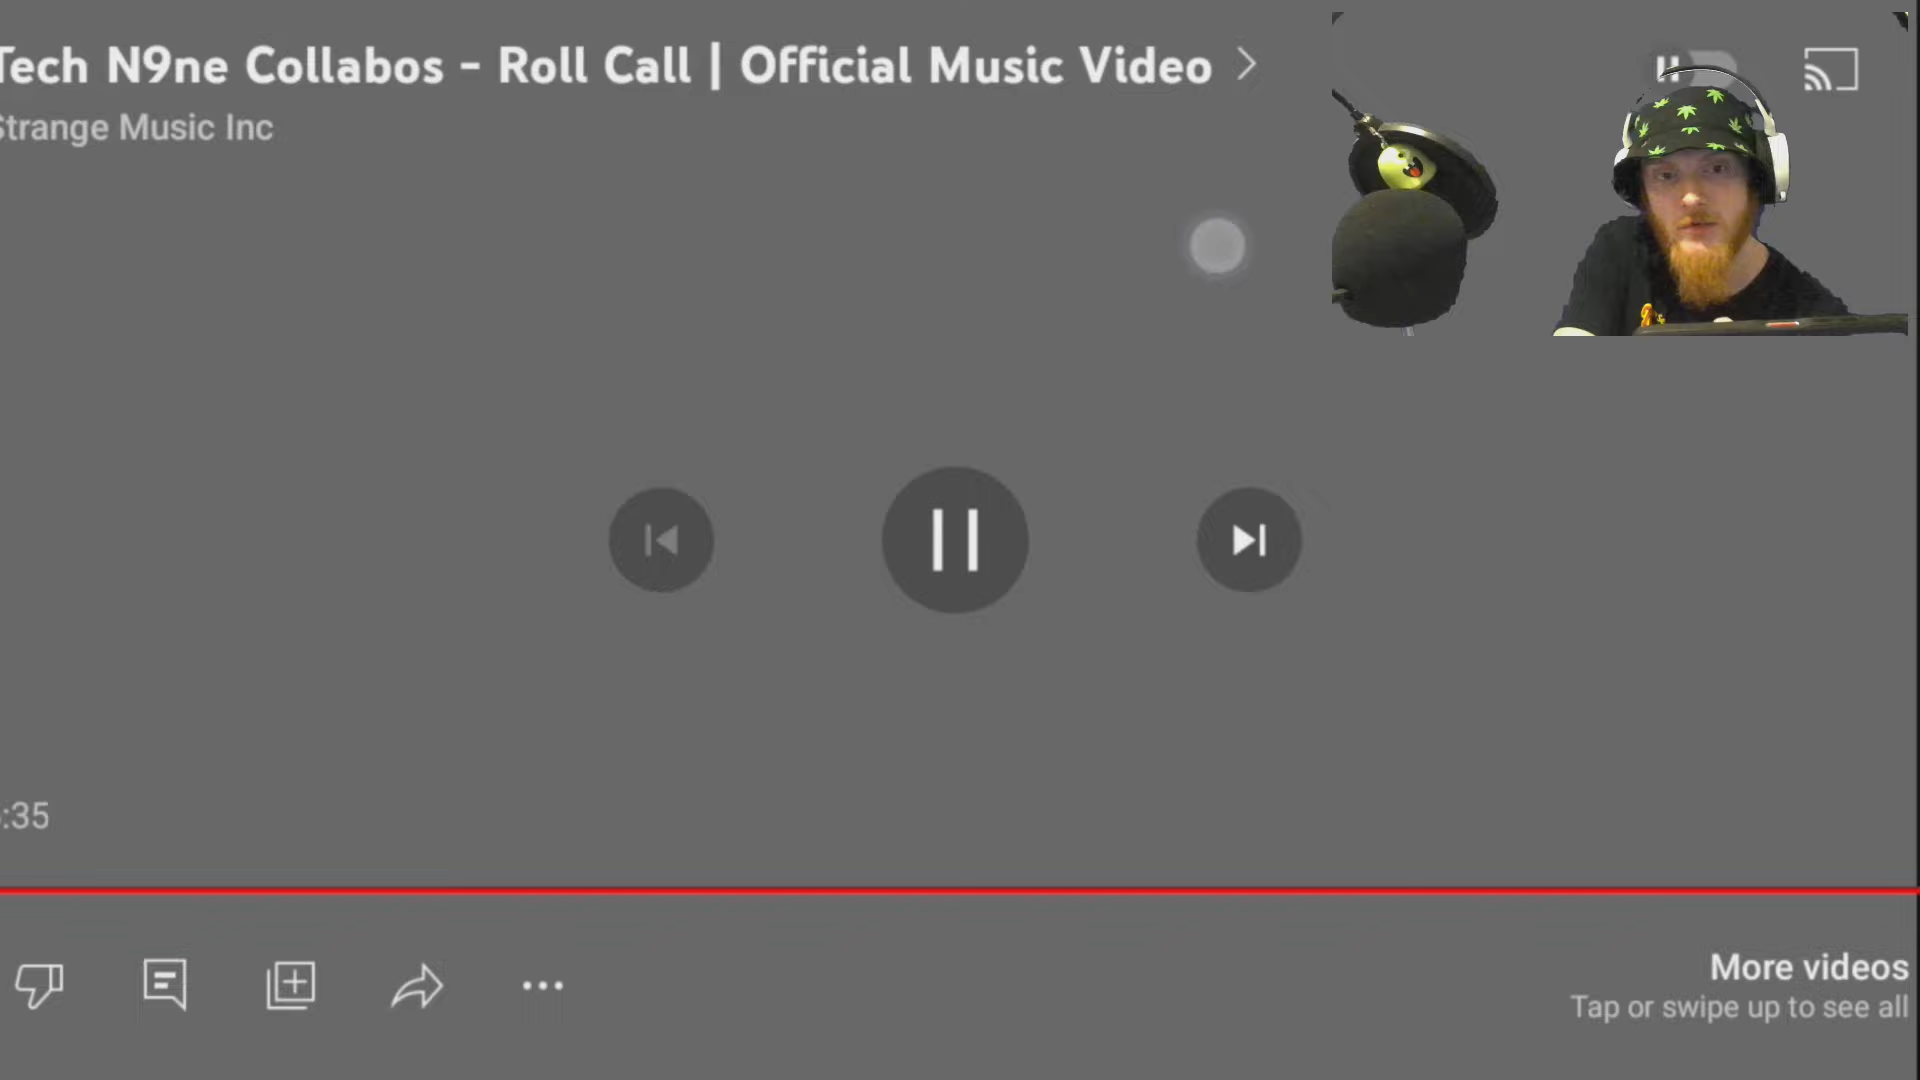 Tech N9ne Collabos - Roll Call | Official Music Video
Strange Music Inc
:35
More videos
Tap or swipe up to see all